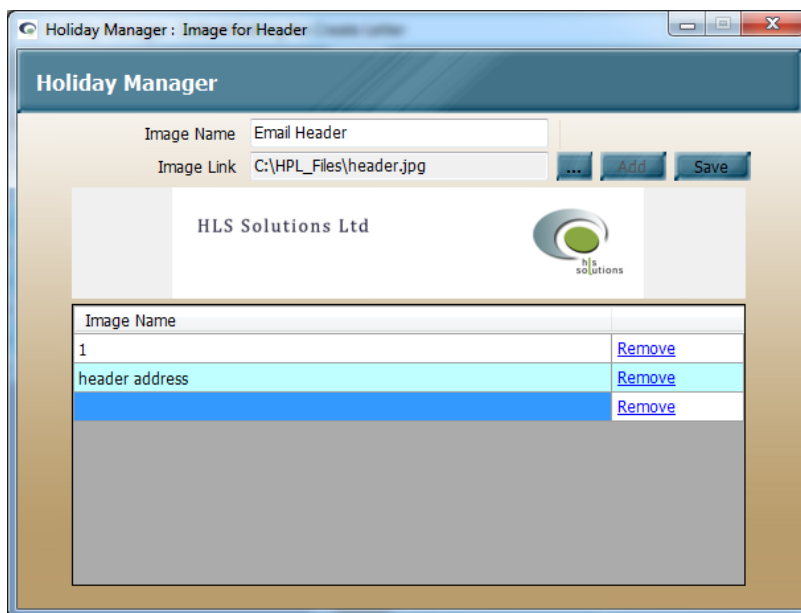 Holiday Manager : Image for Header
Holiday Manager
Image Name Email Header
Image Link C:\HPL_Files\header.jpg ... Add Save
HLS Solutions Ltd
hls
solutions
Image Name
1 Remove
header address Remove
Remove